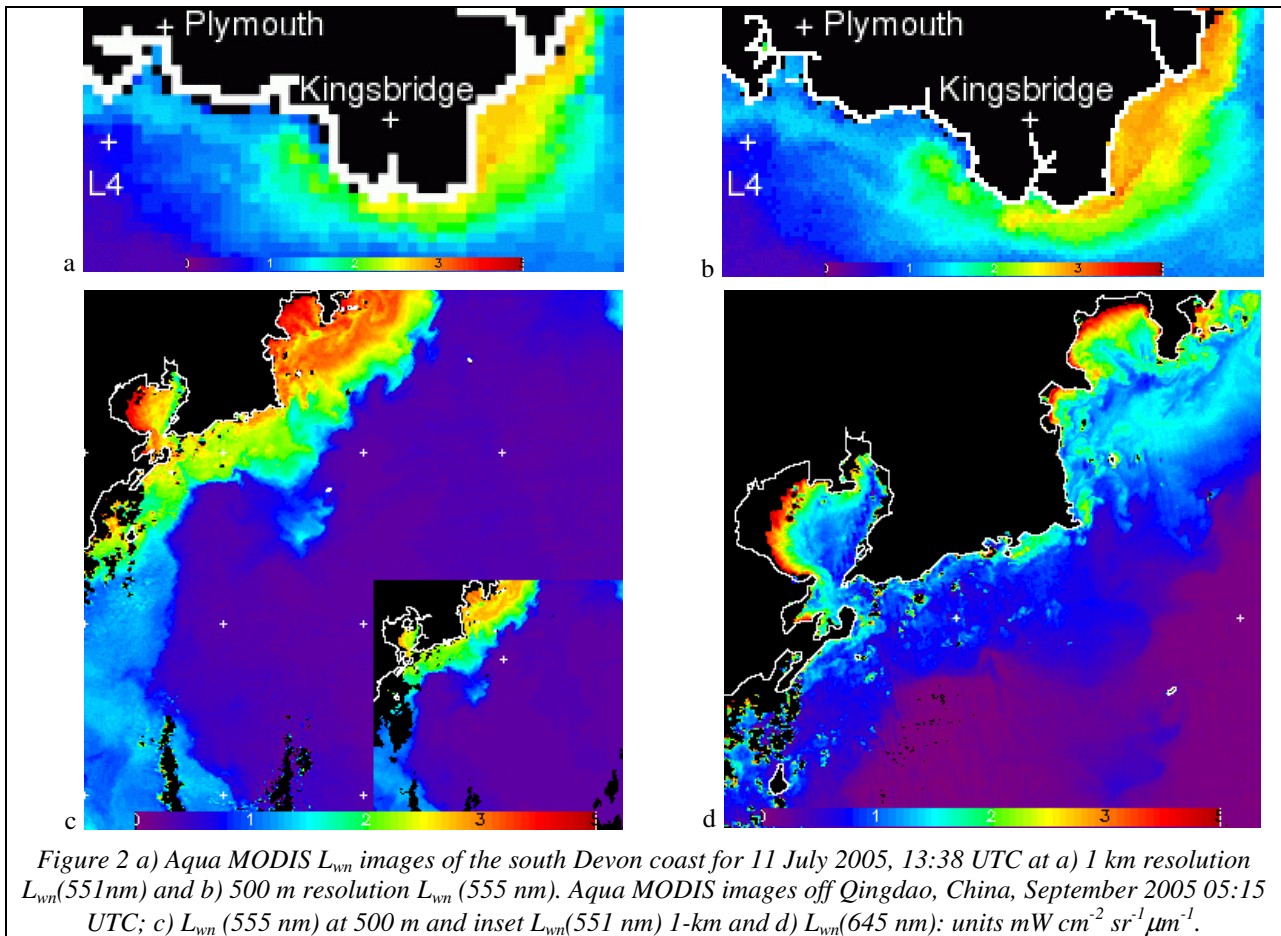 Plymouth
Kingsbridge
L4
0 1 2 3
a
Plymouth
Kingsbridge
L4
0 1 2 3
b
0 1 2 3
c
0 1 2 3
d
Figure 2 a) Aqua MODIS Lwn images of the south Devon coast for 11 July 2005, 13:38 UTC at a) 1 km resolution
Lwn(551nm) and b) 500 m resolution Lwn (555 nm). Aqua MODIS images off Qingdao, China, September 2005 05:15
UTC; c) Lwn (555 nm) at 500 m and inset Lwn(551 nm) 1-km and d) Lwn(645 nm): units mW cm-2 sr-1μm-1.